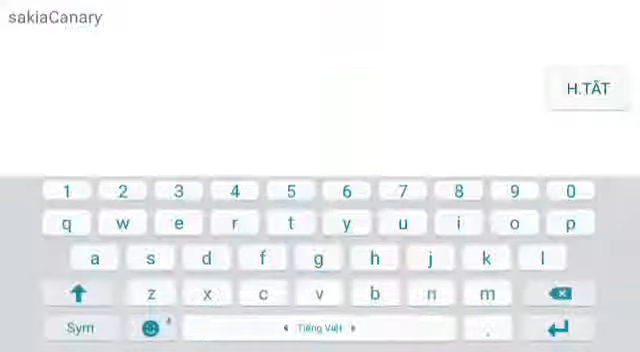 sakiaCanary
H.TẤT
1 2 3 4 5 6 7 8 9 0
q w e r t y u i o p
a s d f g h j k l
z x c v b n m
Sym Tiếng Việt .